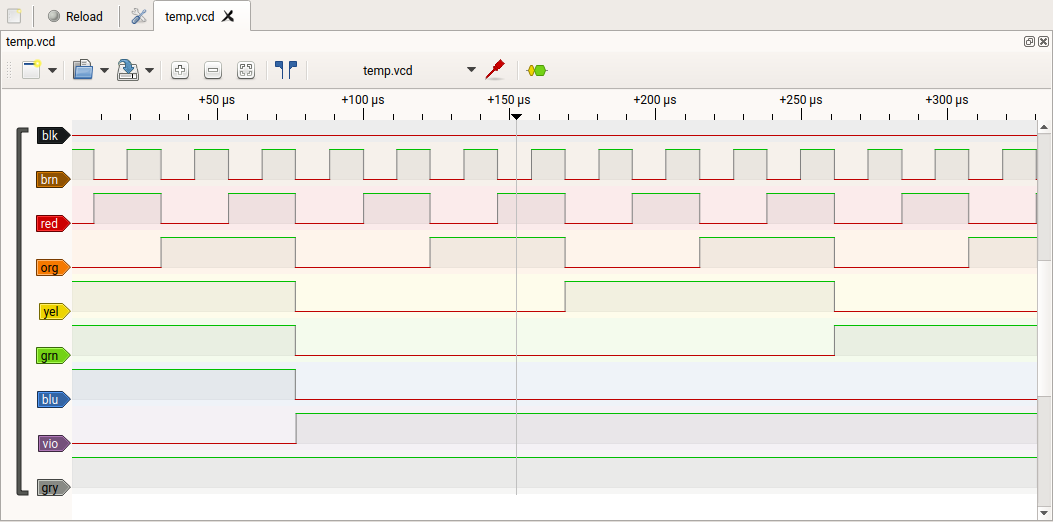 Reload
temp.vcd
temp.vcd
temp.vcd
+50 µs +100 µs +150 µs +200 µs +250 µs +300 µs
blk
brn
red
org
yel
grn
blu
vio
gry